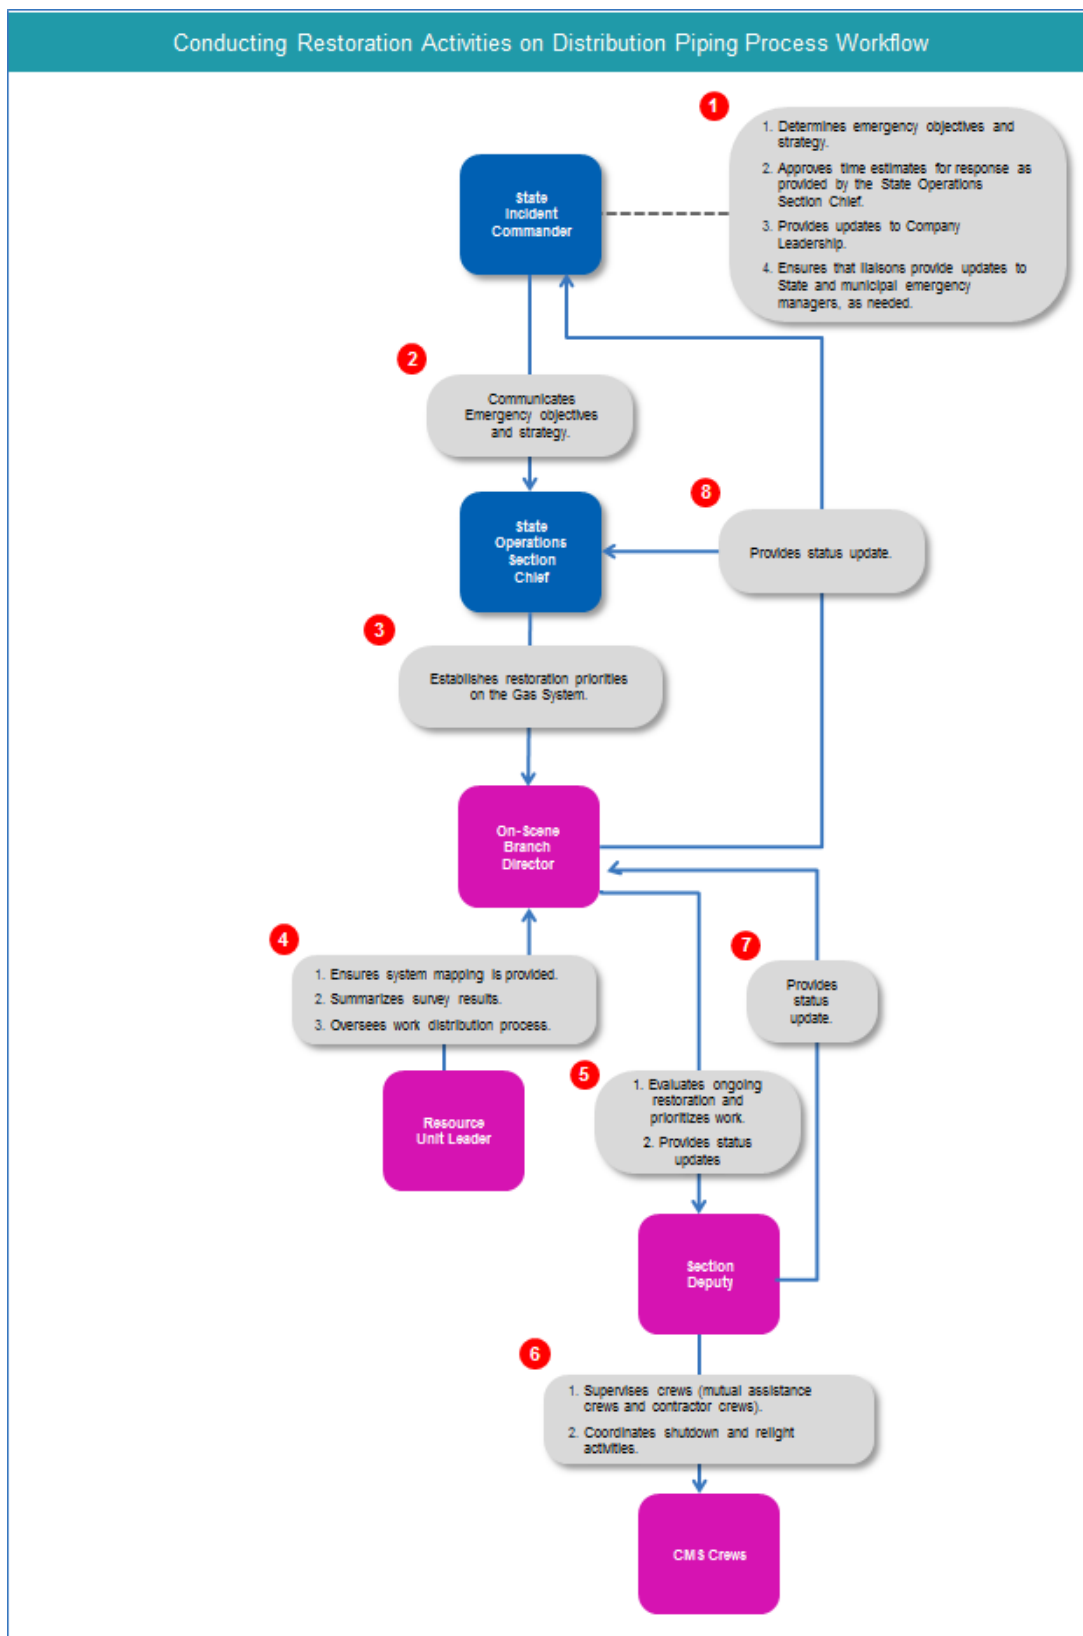 Conducting Restoration Activities on Distribution Piping Process Workflow
1
1. Determines emergency objectives and
strategy.
2. Approves time estimates for response as
provided by the State Operations
Section Chief.
3. Provides updates to Company
Leadership.
4. Ensures that liaisons provide updates to
State and municipal emergency
managers, as needed.
State
Incident
Commander
2
Communicates
Emergency objectives
and strategy.
State
Operations
Section
Chief
8
Provides status update.
3
Establishes restoration priorities
on the Gas System.
On-Scene
Branch
Director
4
1. Ensures system mapping is provided.
2. Summarizes survey results.
3. Oversees work distribution process.
7
Provides
status
update.
Resource
Unit Leader
5
1. Evaluates ongoing
restoration and
prioritizes work.
2. Provides status
updates
Section
Deputy
6
1. Supervises crews (mutual assistance
crews and contractor crews).
2. Coordinates shutdown and relight
activities.
CMS Crews